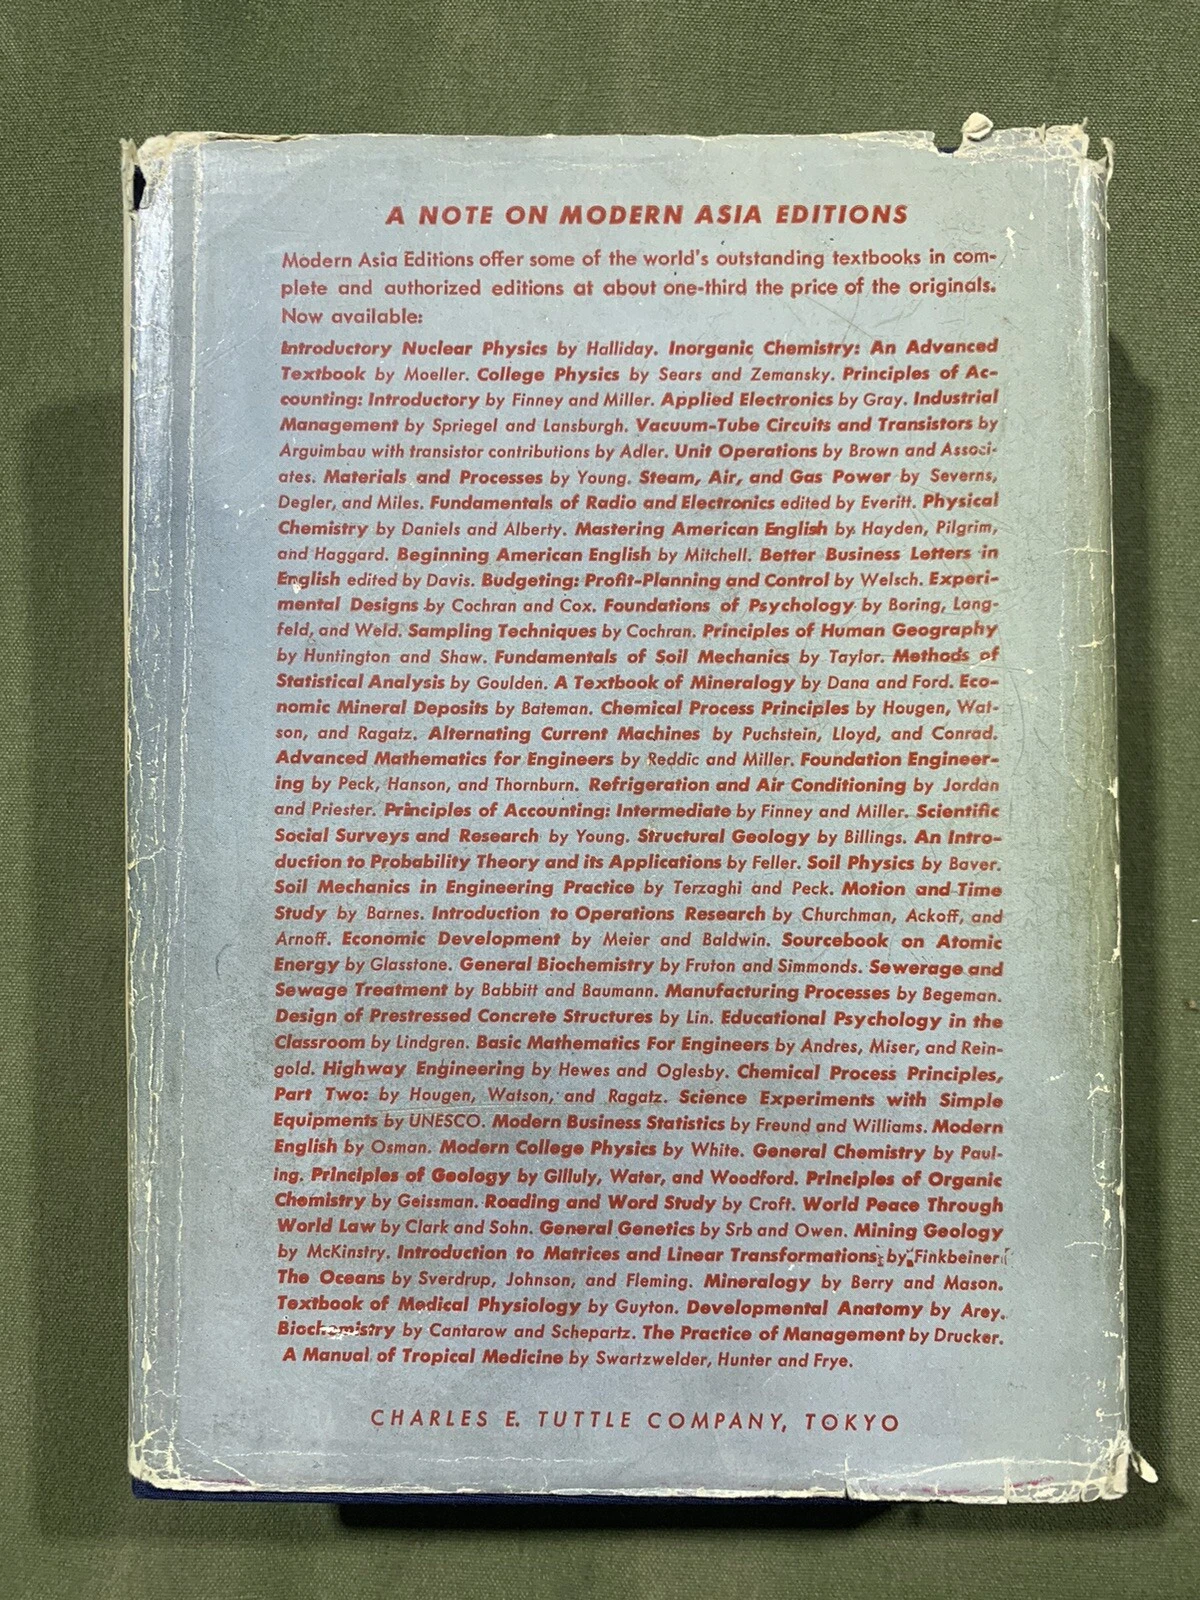 A NOTE ON MODERN ASIA EDITIONS
Modern Asia Editions offer some of the world's outstanding textbooks in com-
plete and authorized editions at about one-third the price of the originals.
Now available:
Introductory Nuclear Physics by Halliday. Inorganic Chemistry: An Advanced
Textbook by Moeller. College Physics by Sears and Zemansky. Principles of Ac-
counting: Introductory by Finney and Miller. Applied Electronics by Gray. Industrial
Management by Spriegel and Lansburgh. Vacuum-Tube Circuits and Transistors by
Arguimbau with transistor contributions by Adler. Unit Operations by Brown and Associ-
ates. Materials and Processes by Young. Steam, Air, and Gas Power by Severns,
Degler, and Miles. Fundamentals of Radio and Electronics edited by Everitt. Physical
Chemistry by Daniels and Alberty. Mastering American English by Hayden, Pilgrim,
and Haggard. Beginning American English by Mitchell. Better Business Letters in
English edited by Davis. Budgeting: Profit-Planning and Control by Welsch. Experi-
mental Designs by Cochran and Cox. Foundations of Psychology by Boring, Lang-
feld, and Weld. Sampling Techniques by Cochran. Principles of Human Geography
by Huntington and Shaw. Fundamentals of Soil Mechanics by Taylor. Methods of
Statistical Analysis by Goulden. A Textbook of Mineralogy by Dana and Ford. Eco-
nomic Mineral Deposits by Bateman. Chemical Process Principles by Hougen, Wat-
son, and Ragatz. Alternating Current Machines by Puchstein, Lloyd, and Conrad.
Advanced Mathematics for Engineers by Reddic and Miller. Foundation Engineer-
ing by Peck, Hanson, and Thornburn. Refrigeration and Air Conditioning by Jordan
and Priester. Principles of Accounting: Intermediate by Finney and Miller. Scientific
Social Surveys and Research by Young. Structural Geology by Billings. An Intro-
duction to Probability Theory and its Applications by Feller. Soil Physics by Baver.
Soil Mechanics in Engineering Practice by Terzaghi and Peck. Motion and Time
Study by Barnes. Introduction to Operations Research by Churchman, Ackoff, and
Arnoff. Economic Development by Meier and Baldwin. Sourcebook on Atomic
Energy by Glasstone. General Biochemistry by Fruton and Simmonds. Sewerage and
Sewage Treatment by Babbitt and Baumann. Manufacturing Processes by Begeman.
Design of Prestressed Concrete Structures by Lin. Educational Psychology in the
Classroom by Lindgren. Basic Mathematics For Engineers by Andres, Miser, and Rein-
gold. Highway Engineering by Hewes and Oglesby. Chemical Process Principles,
Part Two: by Hougen, Watson, and Ragatz. Science Experiments with Simple
Equipments by UNESCO. Modern Business Statistics by Freund and Williams. Modern
English by Osman. Modern College Physics by White. General Chemistry by Paul-
ing. Principles of Geology by Gilluly, Water, and Woodford. Principles of Organic
Chemistry by Geissman. Roading and Word Study by Croft. World Peace Through
World Law by Clark and Sohn. General Genetics by Srb and Owen. Mining Geology
by McKinstry. Introduction to Matrices and Linear Transformations by Finkbeiner
The Oceans by Sverdrup, Johnson, and Fleming. Mineralogy by Berry and Mason.
Textbook of Medical Physiology by Guyton. Developmental Anatomy by Arey.
Biochemistry by Cantarow and Schepartz. The Practice of Management by Drucker.
A Manual of Tropical Medicine by Swartzwelder, Hunter and Frye.
CHARLES E. TUTTLE COMPANY, TOKYO